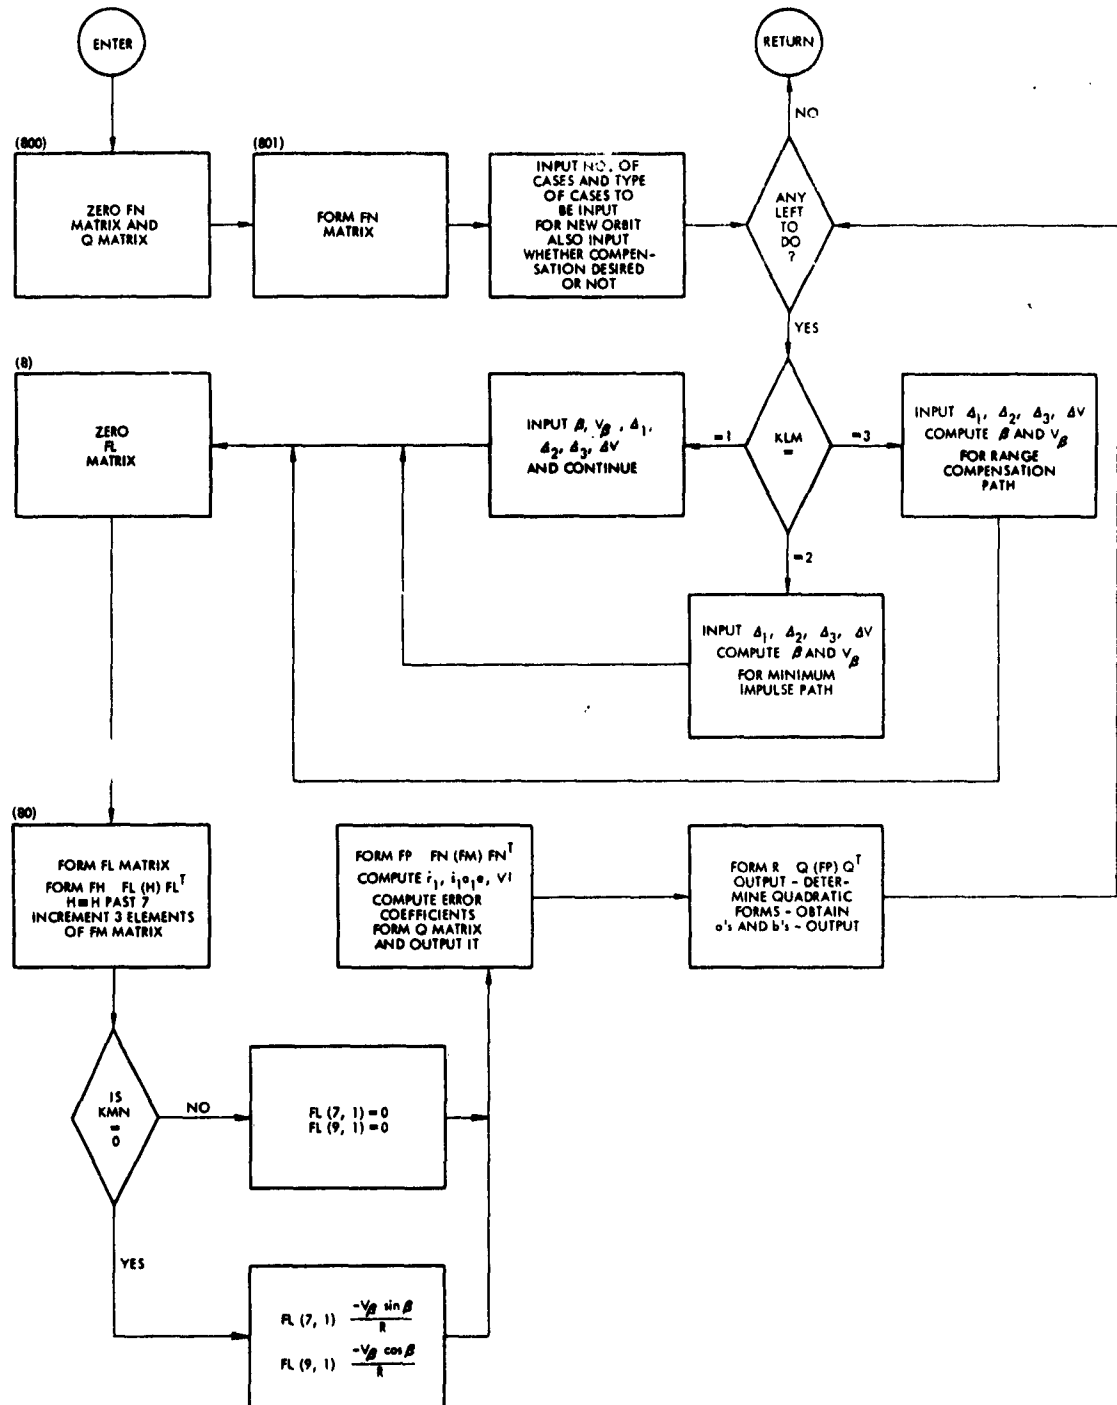 ENTER
RETURN
NO
(800)
ZERO FN
MATRIX AND
Q MATRIX
(801)
FORM FN
MATRIX
INPUT NO. OF
CASES AND TYPE
OF CASES TO
BE INPUT
FOR NEW ORBIT
ALSO INPUT
WHETHER COMPEN-
SATION DESIRED
OR NOT
ANY
LEFT
TO
DO
?
YES
(8)
ZERO
FL
MATRIX
INPUT β, Vβ, Δ1,
Δ2, Δ3, ΔV
AND CONTINUE
=1
KLM
=
=3
INPUT Δ1, Δ2, Δ3, ΔV
COMPUTE β AND Vβ
FOR RANGE
COMPENSATION
PATH
=2
INPUT Δ1, Δ2, Δ3, ΔV
COMPUTE β AND Vβ
FOR MINIMUM
IMPULSE PATH
(80)
FORM FL MATRIX
FORM FH FL (H) FL^T
H≡H PAST 7
INCREMENT 3 ELEMENTS
OF FM MATRIX
FORM FP FN (FM) FN^T
COMPUTE
COMPUTE ERROR
COEFFICIENTS
FORM Q MATRIX
AND OUTPUT IT
FORM R Q (FP) Q^T
OUTPUT - DETER-
MINE QUADRATIC
FORMS - OBTAIN
a's AND b's - OUTPUT
IS
KMN
=
0
NO
FL (7, 1) = 0
FL (9, 1) = 0
YES
FL (7, 1) -Vβ sin β / R
FL (9, 1) -Vβ cos β / R